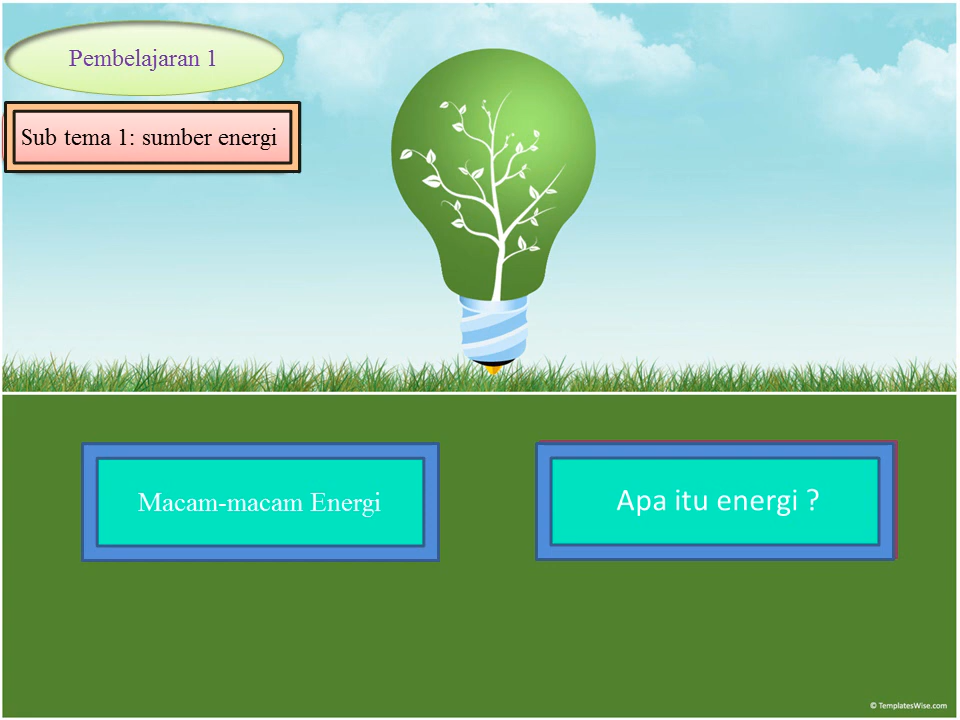 Pembelajaran 1
Sub tema 1: sumber energi
Macam-macam Energi
Apa itu energi ?
© TemplatesWise.com